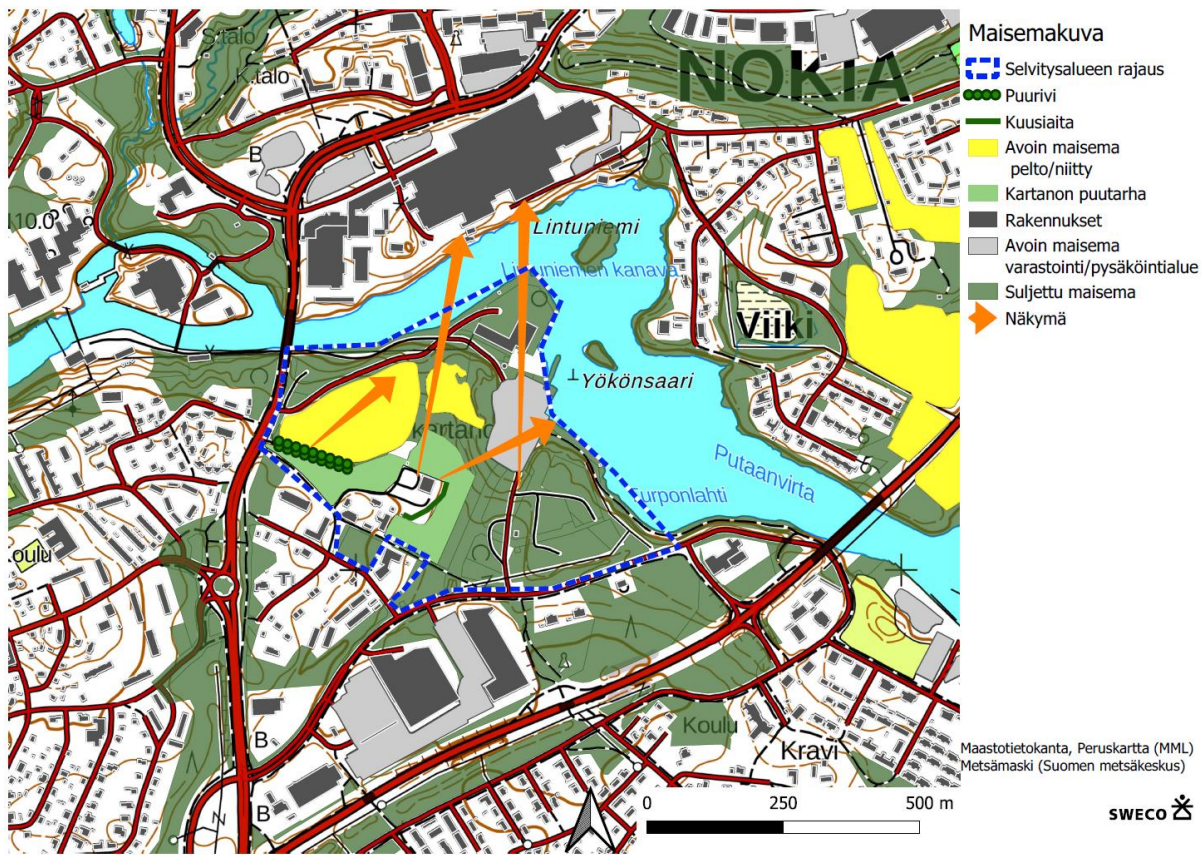 S.talo
K.talo
NOKIA
B
110.0
Lintuniemi
Lintuniemen kanava
Viiki
Yökönsaari
Kartano
Putaanvirta
Turponlahti
Koulu
B
B
Koulu
Kravi
Maisemakuva
Selvitysalueen rajaus
Puurivi
Kuusiaita
Avoin maisema
pelto/niitty
Kartanon puutarha
Rakennukset
Avoin maisema
varastointi/pysäköintialue
Suljettu maisema
Näkymä
Maastotietokanta, Peruskartta (MML)
Metsämaski (Suomen metsäkeskus)
0 250 500 m
SWECO